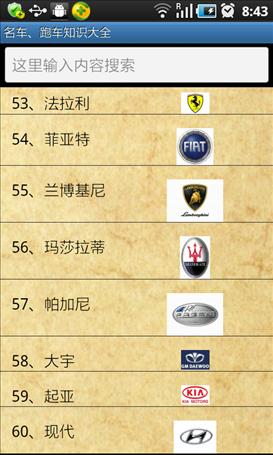 8:43
名车、跑车知识大全
这里输入内容搜索
53、法拉利
54、菲亚特
FIAT
55、兰博基尼
Lamborghini
56、玛莎拉蒂
MASERATI
57、帕加尼
58、大宇
GM DAEWOO
59、起亚
KIA
KIA MOTORS
60、现代